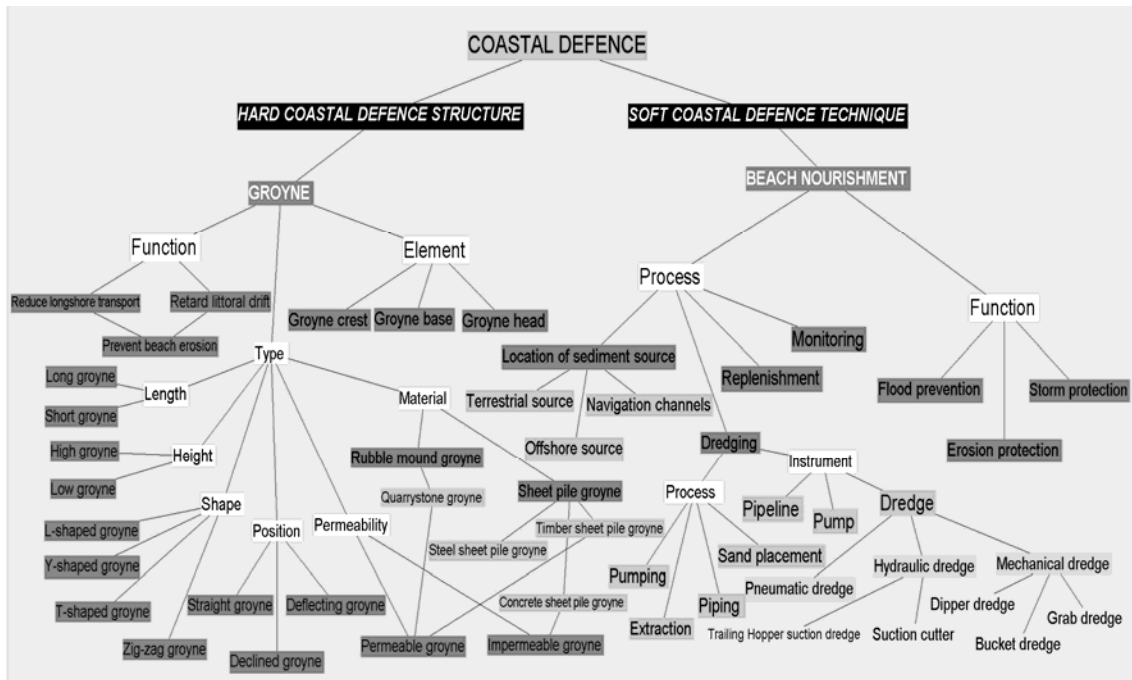 COASTAL DEFENCE
HARD COASTAL DEFENCE STRUCTURE
SOFT COASTAL DEFENCE TECHNIQUE
GROYNE
BEACH NOURISHMENT
Function
Element
Process
Function
Reduce longshore transport
Retard littoral drift
Prevent beach erosion
Groyne crest
Groyne base
Groyne head
Monitoring
Location of sediment source
Replenishment
Flood prevention
Storm protection
Erosion protection
Type
Long groyne
Length
Short groyne
Material
Terrestrial source
Navigation channels
Offshore source
Dredging
High groyne
Height
Low groyne
Rubble mound groyne
Instrument
Quarrystone groyne
Sheet pile groyne
Process
Pipeline
Pump
Dredge
Shape
Position
Permeability
L-shaped groyne
Y-shaped groyne
T-shaped groyne
Zig-zag groyne
Straight groyne
Deflecting groyne
Declined groyne
Steel sheet pile groyne
Timber sheet pile groyne
Concrete sheet pile groyne
Permeable groyne
Impermeable groyne
Pumping
Sand placement
Piping
Extraction
Pneumatic dredge
Hydraulic dredge
Mechanical dredge
Trailing Hopper suction dredge
Suction cutter
Dipper dredge
Grab dredge
Bucket dredge